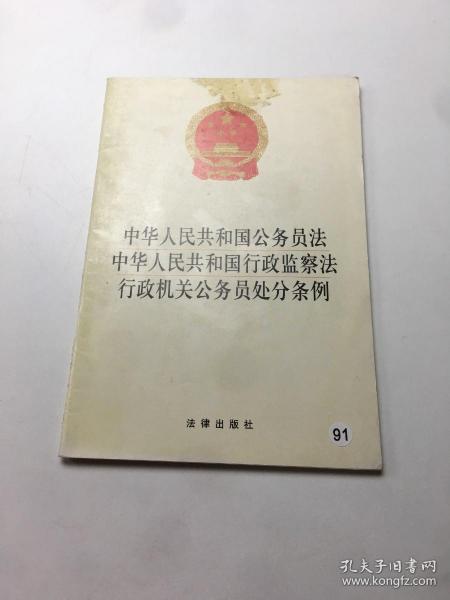 中华人民共和国公务员法
中华人民共和国行政监察法
行政机关公务员处分条例
法律出版社
91
孔夫子旧书网
www.kongfz.com